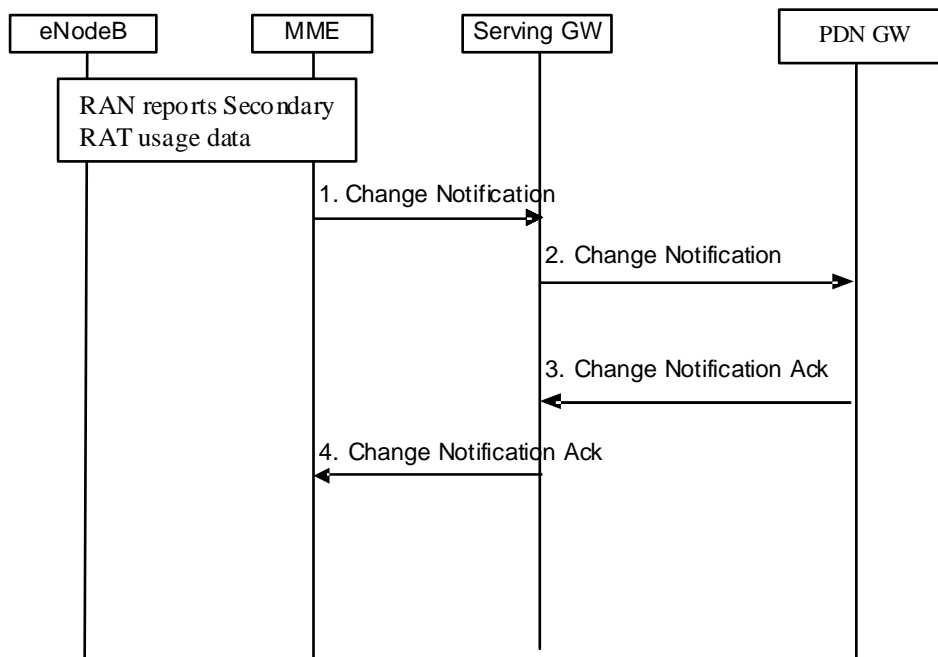 eNodeB
MME
Serving GW
PDN GW
RAN reports Secondary
RAT usage data
1. Change Notification
2. Change Notification
3. Change Notification Ack
4. Change Notification Ack